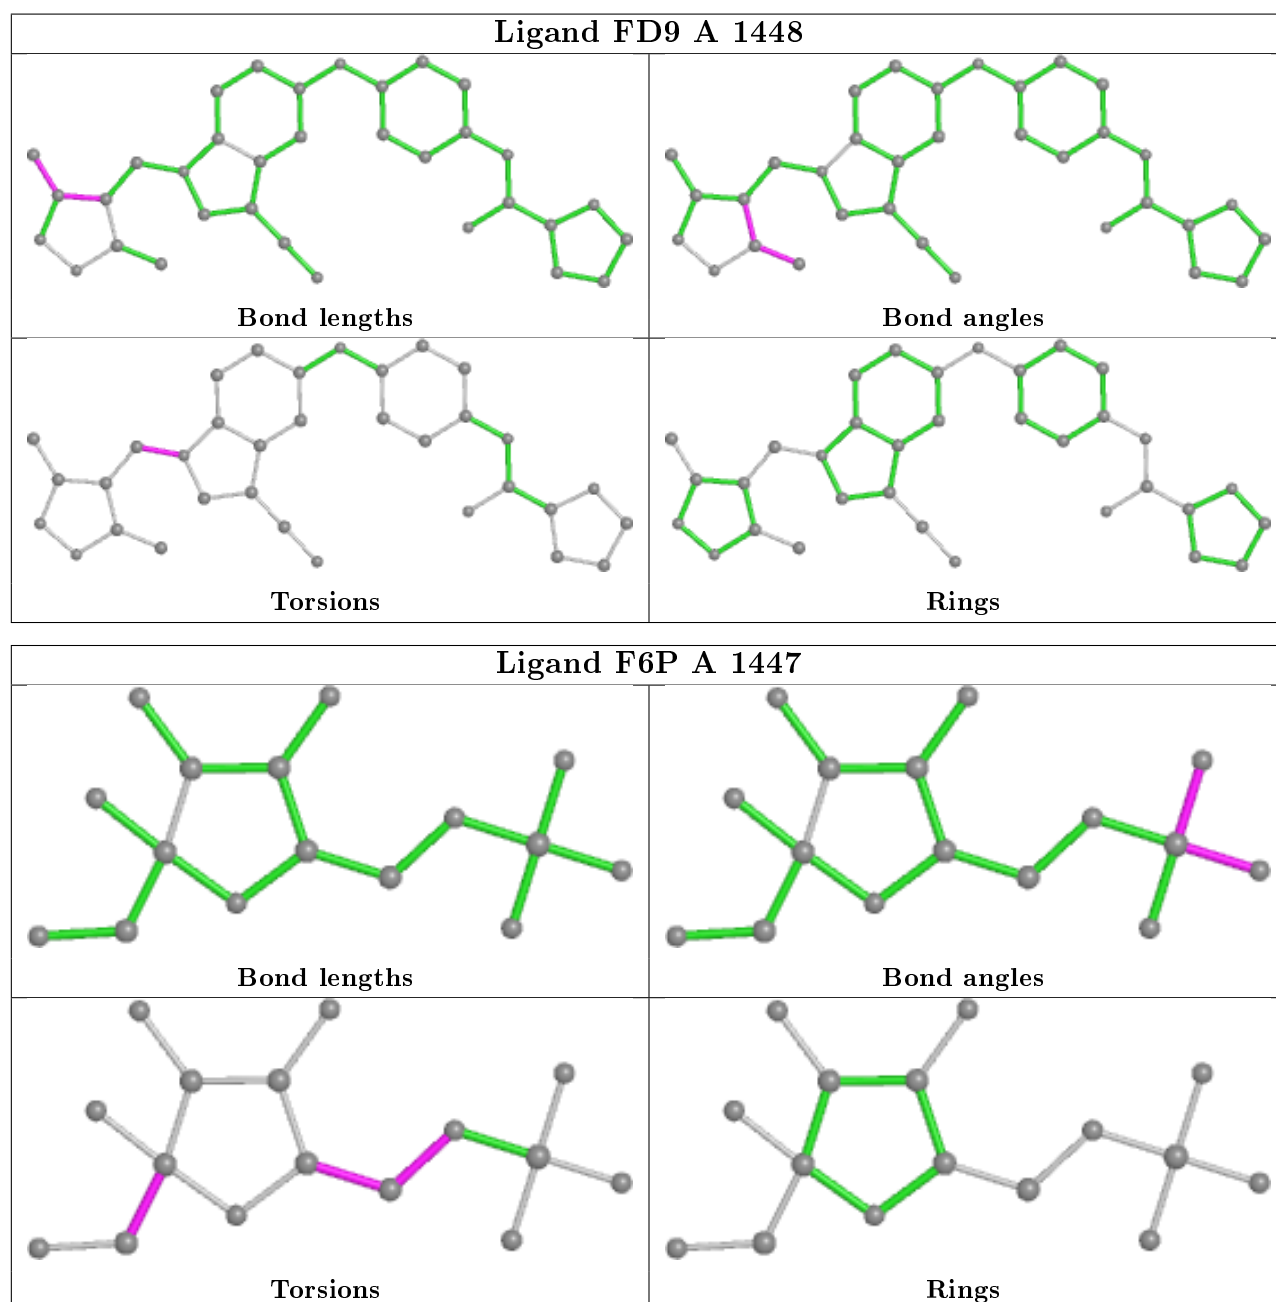 Ligand FD9 A 1448
Bond lengths
Bond angles
Torsions
Rings
Ligand F6P A 1447
Bond lengths
Bond angles
Torsions
Rings